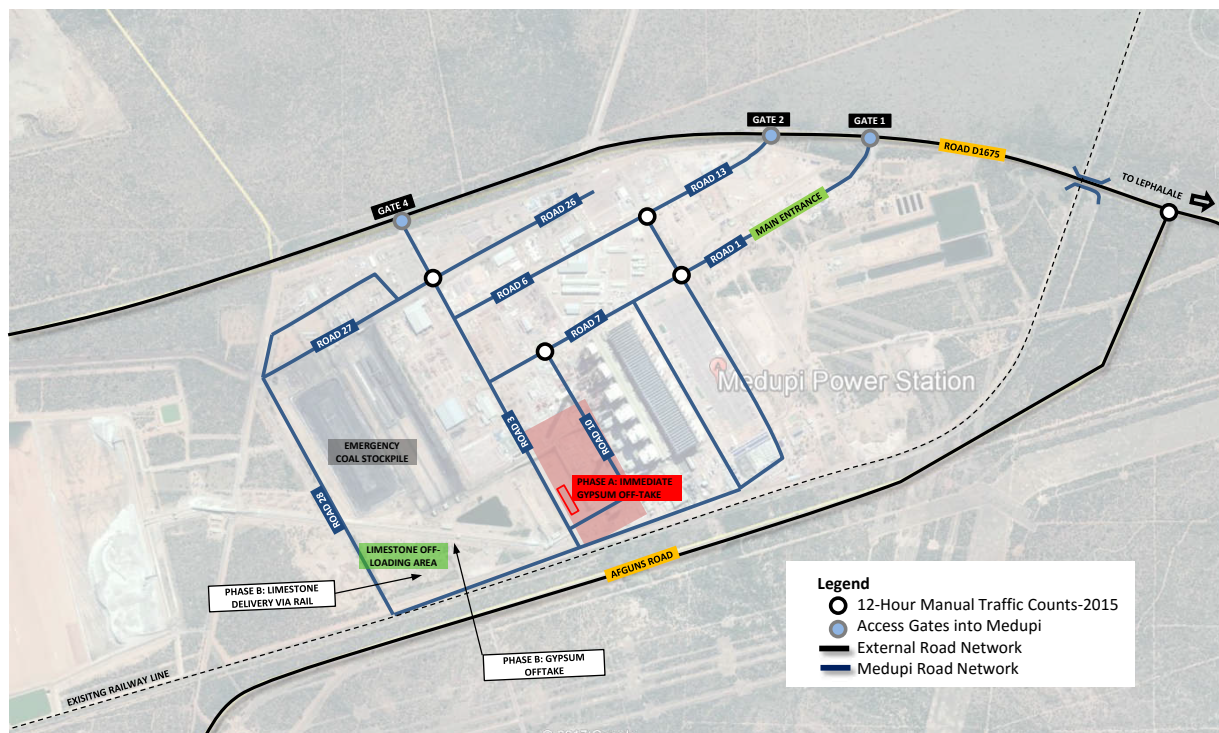 GATE 2
GATE 1
ROAD D1675
TO LEPHALALE
GATE 4
ROAD 13
ROAD 26
MAIN ENTRANCE
ROAD 1
ROAD 6
ROAD 7
ROAD 27
Medupi Power Station
EMERGENCY
COAL STOCKPILE
ROAD 3
ROAD 10
PHASE A: IMMEDIATE
GYPSUM OFF-TAKE
ROAD 28
LIMESTONE OFF-
LOADING AREA
AFGUNS ROAD
PHASE B: LIMESTONE
DELIVERY VIA RAIL
PHASE B: GYPSUM
OFFTAKE
EXISITNG RAILWAY LINE
Legend
12-Hour Manual Traffic Counts-2015
Access Gates into Medupi
External Road Network
Medupi Road Network